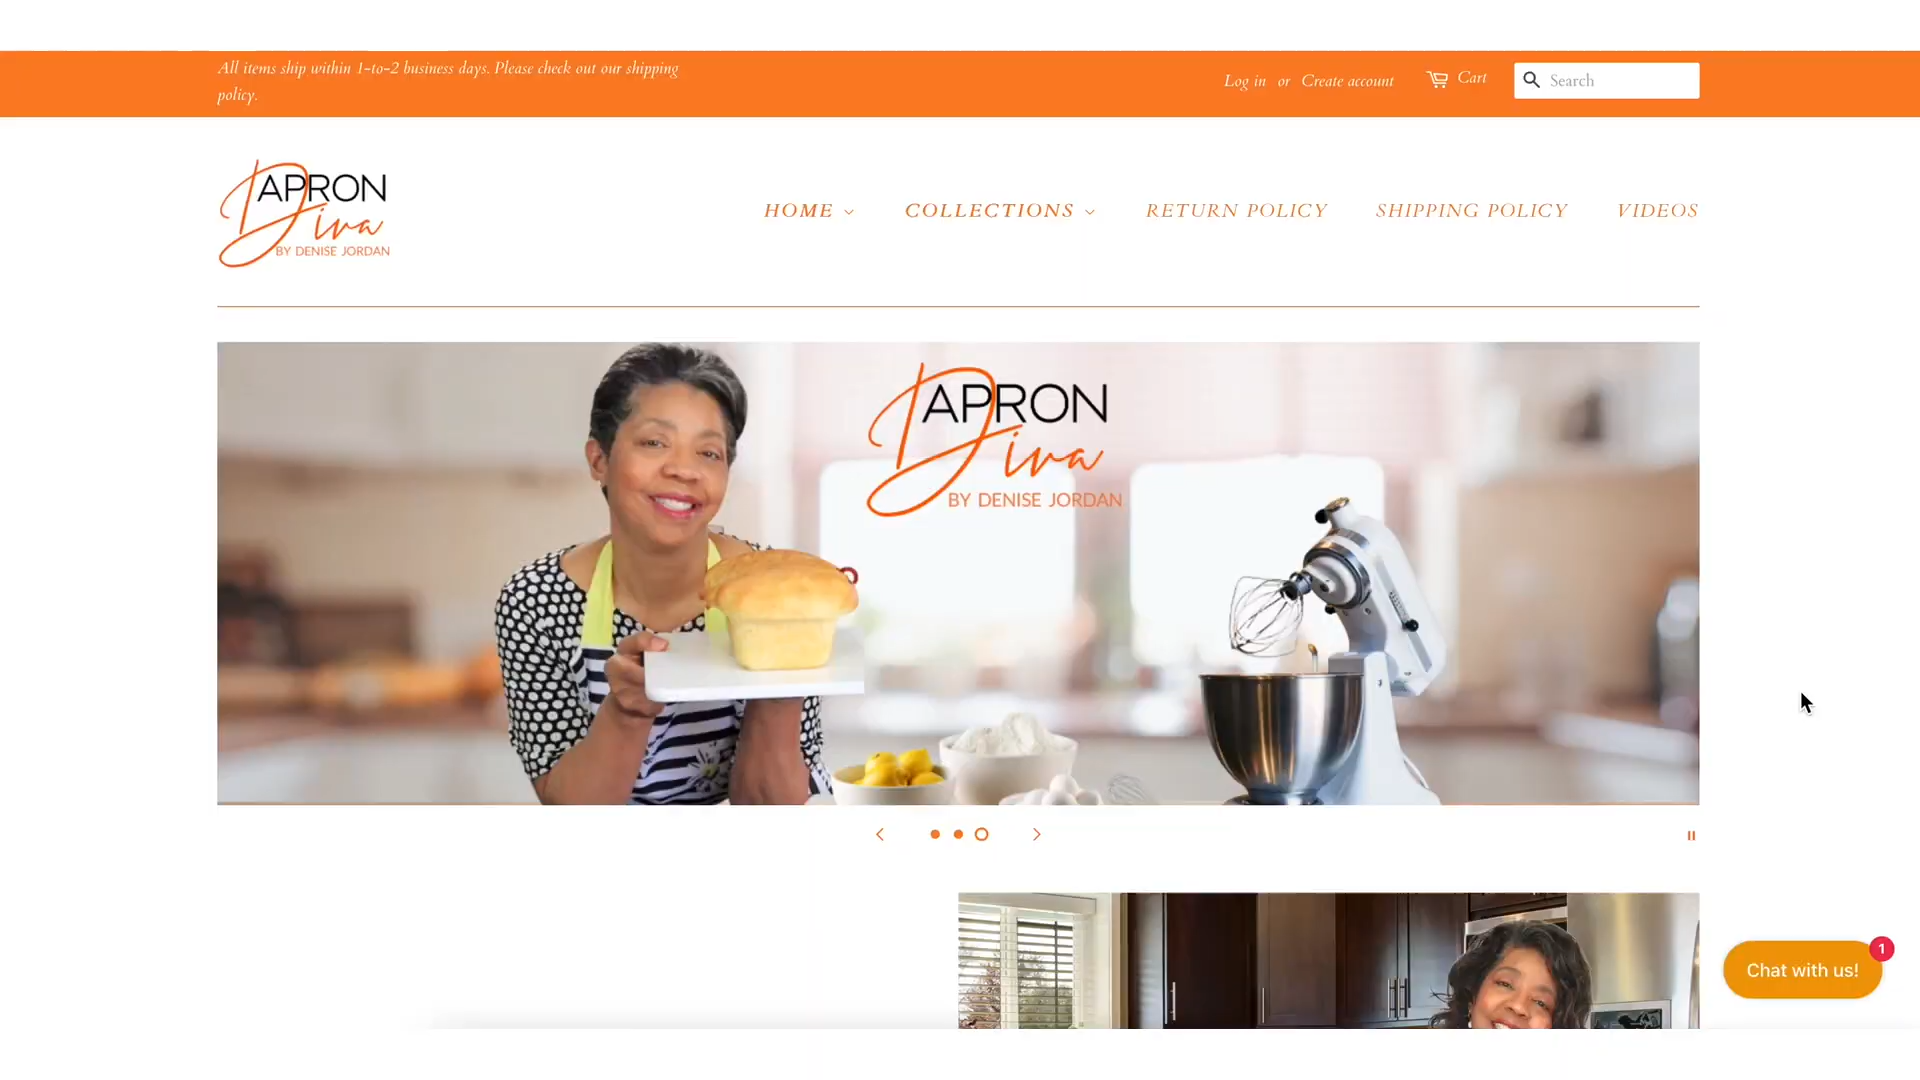 All items ship within 1-to-2 business days. Please check out our shipping
policy.
Log in or Create account
Cart
Search
APRON
Diva
BY DENISE JORDAN
HOME
COLLECTIONS
RETURN POLICY
SHIPPING POLICY
VIDEOS
APRON
Diva
BY DENISE JORDAN
1
Chat with us!